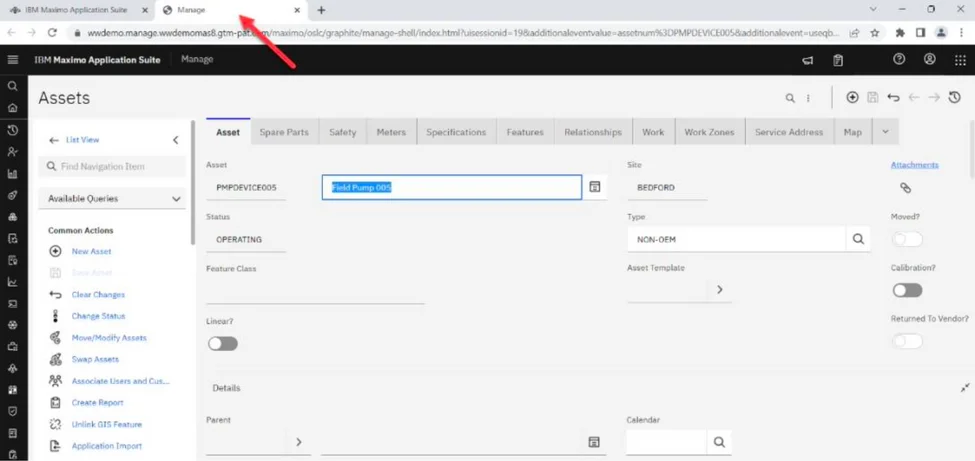 IBM Maximo Application Suite
Manage
wwdemo.manage.wwdemomas8.gtm-pat.com/maximo/oslc/graphite/manage-shell/index.html?uisessionid=19&additionaleventvalue=assetnum%3DPMPDEVICE005&additionalevent=useqb...
IBM Maximo Application Suite Manage
Assets
List View
Find Navigation Item
Available Queries
Common Actions
New Asset
Save Asset
Clear Changes
Change Status
Move/Modify Assets
Swap Assets
Associate Users and Cus...
Create Report
Unlink GIS Feature
Application Import
Asset Spare Parts Safety Meters Specifications Features Relationships Work Work Zones Service Address Map
Asset
PMPDEVICE005 Field Pump 005
Site
BEDFORD
Attachments
Status
OPERATING
Type
NON-OEM
Moved?
Feature Class
Asset Template
Calibration?
Linear?
Returned To Vendor?
Details
Parent
Calendar